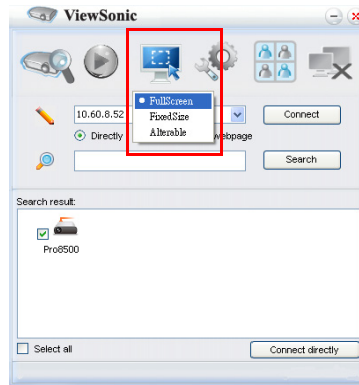 ViewSonic
FullScreen
10.60.8.52
FixedSize
Connect
Alterable
Directly
webpage
Search
Search result:
Pro8500
Select all
Connect directly